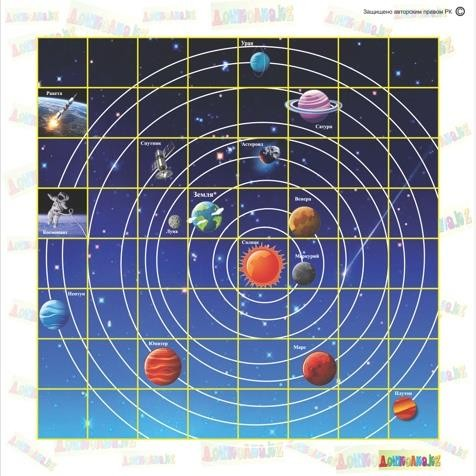 Защищено авторским правом РК ©
Уран
Ракета
Сатурн
Спутник
Астероид
Земля*
Луна
Венера
Космонавт
Солнце
Меркурий
Нептун
Юпитер
Марс
Плутон